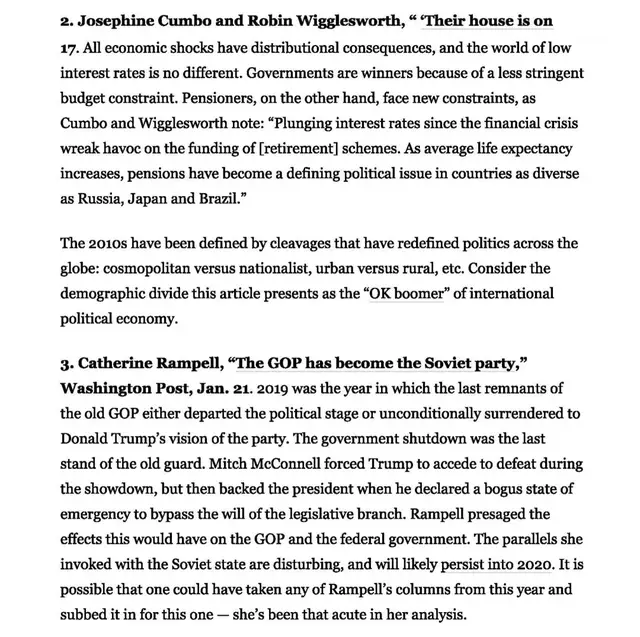 2. Josephine Cumbo and Robin Wigglesworth, “ ‘Their house is on
17. All economic shocks have distributional consequences, and the world of low
interest rates is no different. Governments are winners because of a less stringent
budget constraint. Pensioners, on the other hand, face new constraints, as
Cumbo and Wigglesworth note: “Plunging interest rates since the financial crisis
wreak havoc on the funding of [retirement] schemes. As average life expectancy
increases, pensions have become a defining political issue in countries as diverse
as Russia, Japan and Brazil.”
The 2010s have been defined by cleavages that have redefined politics across the
globe: cosmopolitan versus nationalist, urban versus rural, etc. Consider the
demographic divide this article presents as the “OK boomer” of international
political economy.
3. Catherine Rampell, “The GOP has become the Soviet party,”
Washington Post, Jan. 21. 2019 was the year in which the last remnants of
the old GOP either departed the political stage or unconditionally surrendered to
Donald Trump’s vision of the party. The government shutdown was the last
stand of the old guard. Mitch McConnell forced Trump to accede to defeat during
the showdown, but then backed the president when he declared a bogus state of
emergency to bypass the will of the legislative branch. Rampell presaged the
effects this would have on the GOP and the federal government. The parallels she
invoked with the Soviet state are disturbing, and will likely persist into 2020. It is
possible that one could have taken any of Rampell’s columns from this year and
subbed it in for this one — she’s been that acute in her analysis.